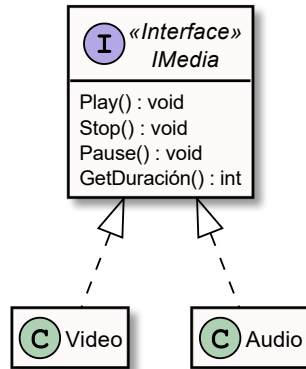 I
«Interface»
IMedia
Play() : void
Stop() : void
Pause() : void
GetDuración() : int
C Video
C Audio